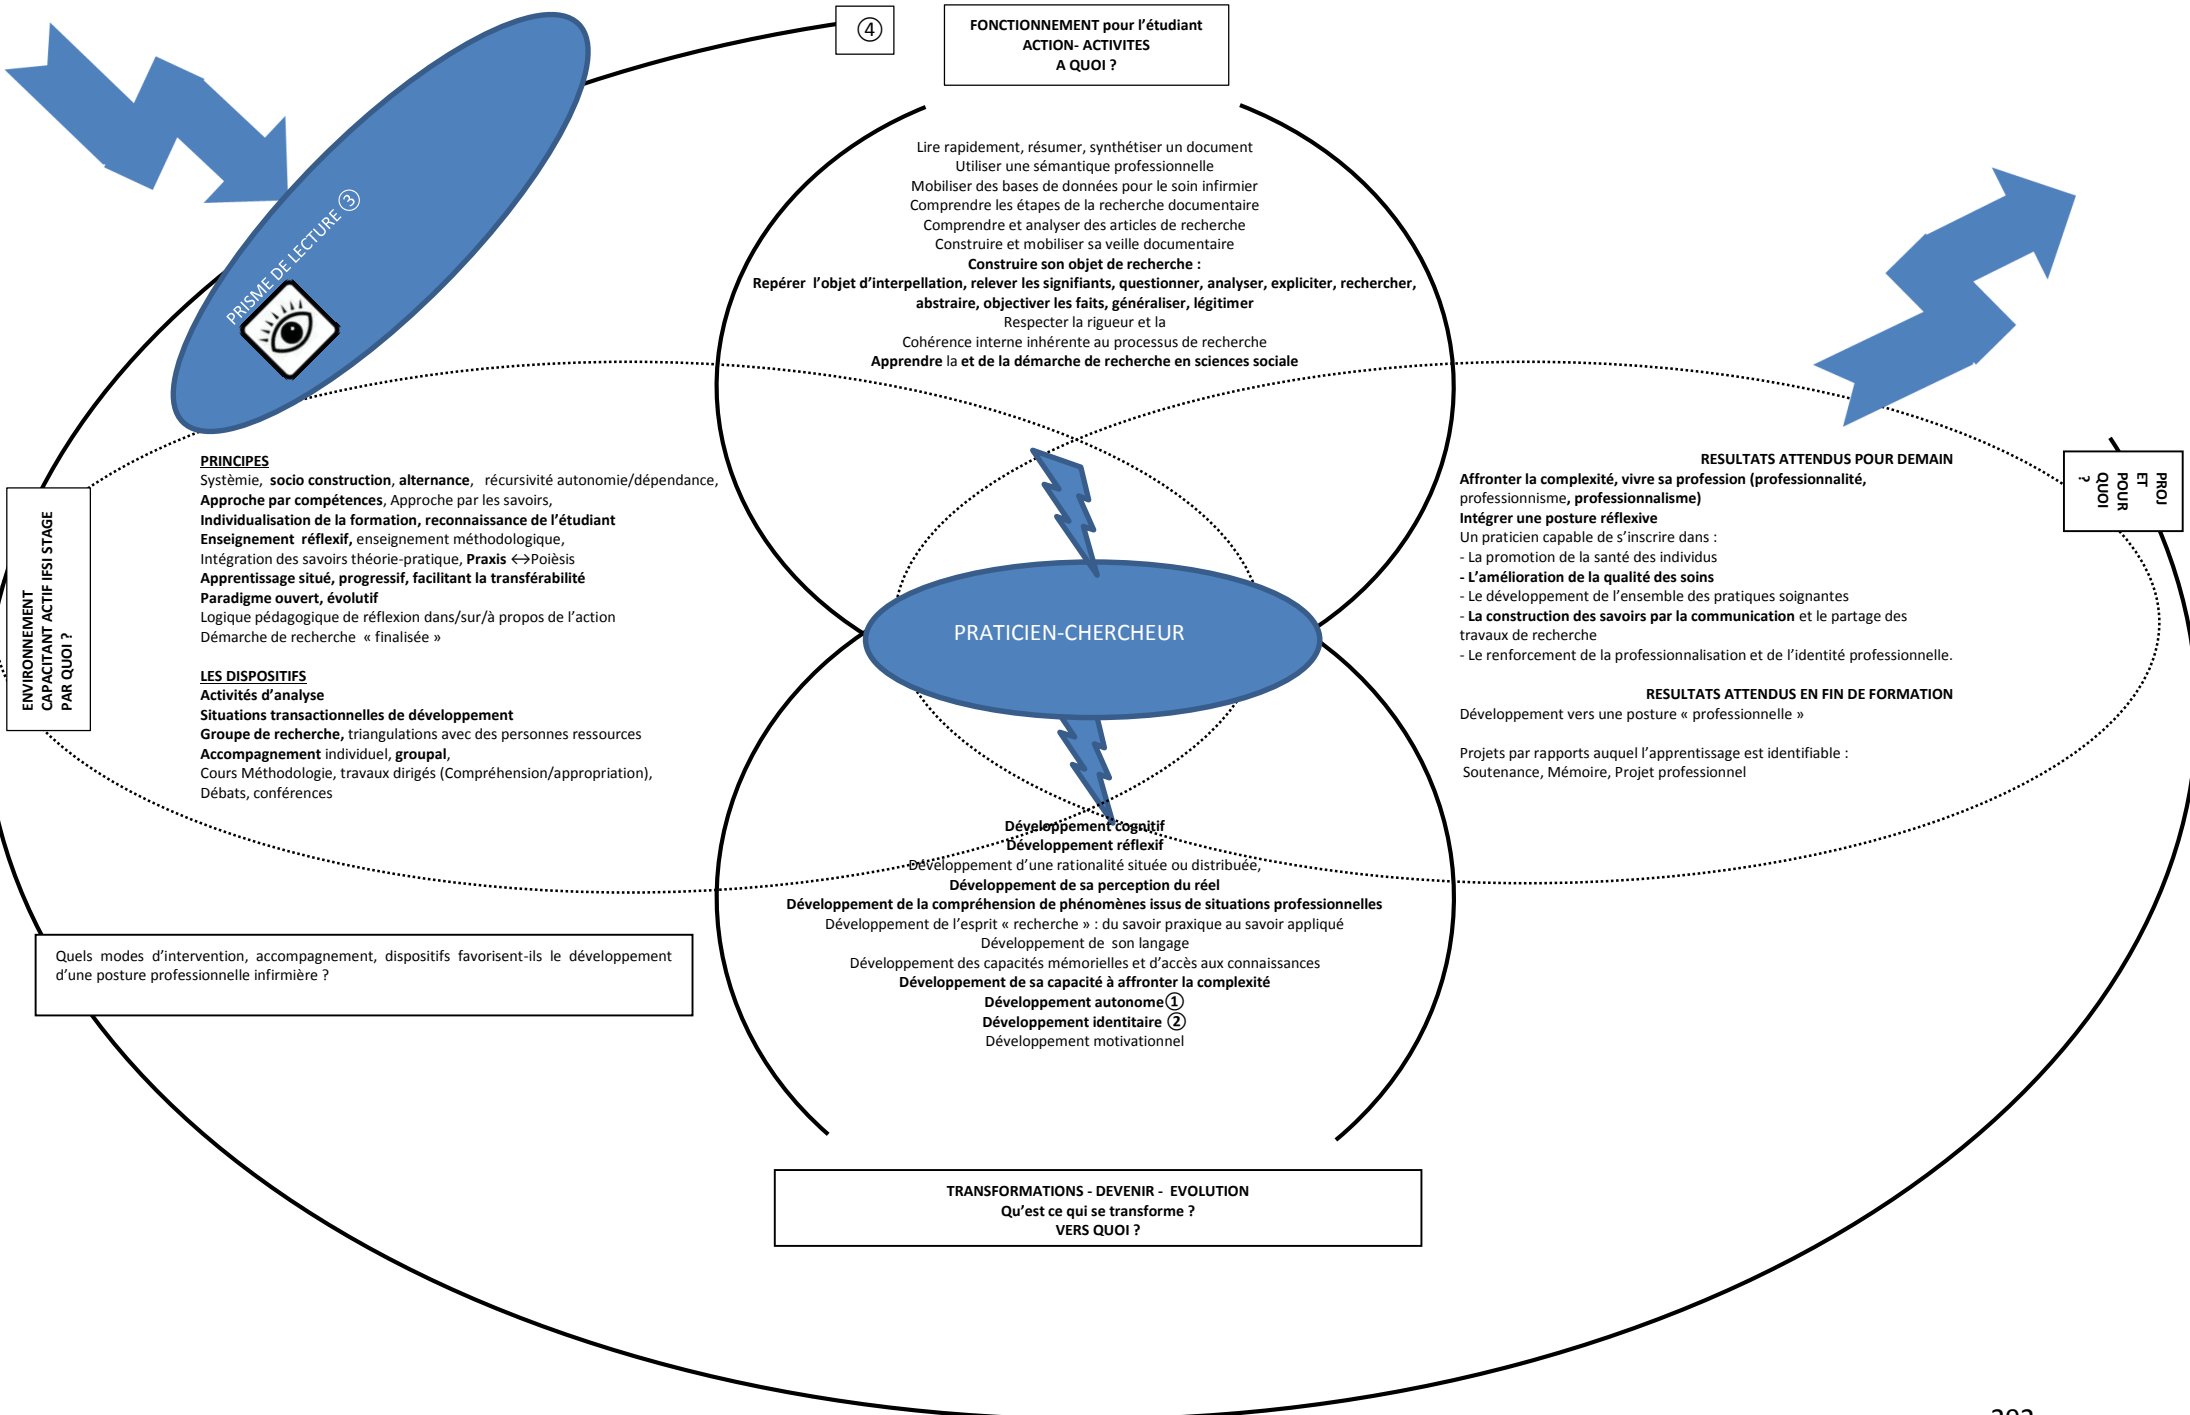 ④
FONCTIONNEMENT pour l'étudiant
ACTION- ACTIVITES
A QUOI ?
PRISME DE LECTURE ③
Lire rapidement, résumer, synthétiser un document
Utiliser une sémantique professionnelle
Mobiliser des bases de données pour le soin infirmier
Comprendre les étapes de la recherche documentaire
Comprendre et analyser des articles de recherche
Construire et mobiliser sa veille documentaire
Construire son objet de recherche :
Repérer l'objet d'interpellation, relever les signifiants, questionner, analyser, expliciter, rechercher,
abstraire, objectiver les faits, généraliser, légitimer
Respecter la rigueur et la
Cohérence interne inhérente au processus de recherche
Apprendre la et de la démarche de recherche en sciences sociale
ENVIRONNEMENT
CAPACITANT ACTIF IFSI STAGE
PAR QUOI ?
PRINCIPES
Systèmie, socio construction, alternance, récursivité autonomie/dépendance,
Approche par compétences, Approche par les savoirs,
Individualisation de la formation, reconnaissance de l'étudiant
Enseignement réflexif, enseignement méthodologique,
Intégration des savoirs théorie-pratique, Praxis ↔Poièsis
Apprentissage situé, progressif, facilitant la transférabilité
Paradigme ouvert, évolutif
Logique pédagogique de réflexion dans/sur/à propos de l'action
Démarche de recherche « finalisée »
LES DISPOSITIFS
Activités d'analyse
Situations transactionnelles de développement
Groupe de recherche, triangulations avec des personnes ressources
Accompagnement individuel, groupal,
Cours Méthodologie, travaux dirigés (Compréhension/appropriation),
Débats, conférences
PRATICIEN-CHERCHEUR
RESULTATS ATTENDUS POUR DEMAIN
Affronter la complexité, vivre sa profession (professionnalité,
professionnisme, professionnalisme)
Intégrer une posture réflexive
Un praticien capable de s'inscrire dans :
- La promotion de la santé des individus
- L'amélioration de la qualité des soins
- Le développement de l'ensemble des pratiques soignantes
- La construction des savoirs par la communication et le partage des
travaux de recherche
- Le renforcement de la professionnalisation et de l'identité professionnelle.
RESULTATS ATTENDUS EN FIN DE FORMATION
Développement vers une posture « professionnelle »
Projets par rapports auquel l'apprentissage est identifiable :
Soutenance, Mémoire, Projet professionnel
PROJ
ET
POUR
QUOI
?
Développement cognitif
Développement réflexif
Développement d'une rationalité située ou distribuée,
Développement de sa perception du réel
Développement de la compréhension de phénomènes issus de situations professionnelles
Développement de l'esprit « recherche » : du savoir praxique au savoir appliqué
Développement de son langage
Développement des capacités mémorielles et d'accès aux connaissances
Développement de sa capacité à affronter la complexité
Développement autonome①
Développement identitaire ②
Développement motivationnel
Quels modes d'intervention, accompagnement, dispositifs favorisent-ils le développement
d'une posture professionnelle infirmière ?
TRANSFORMATIONS - DEVENIR - EVOLUTION
Qu'est ce qui se transforme ?
VERS QUOI ?